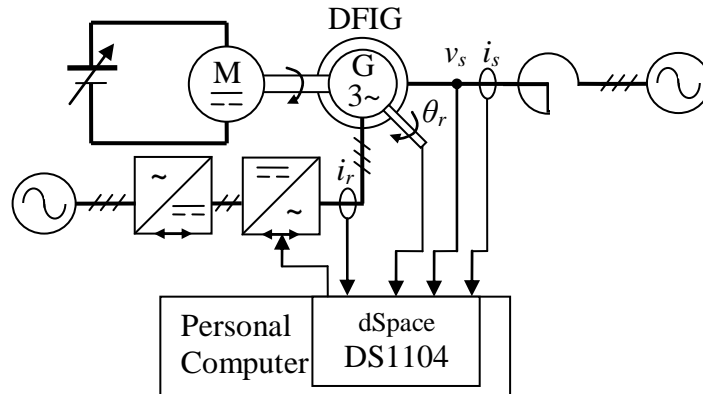 DFIG
M
G
3~
v_s
i_s
θ_r
i_r
~
~
Personal
Computer
dSpace
DS1104